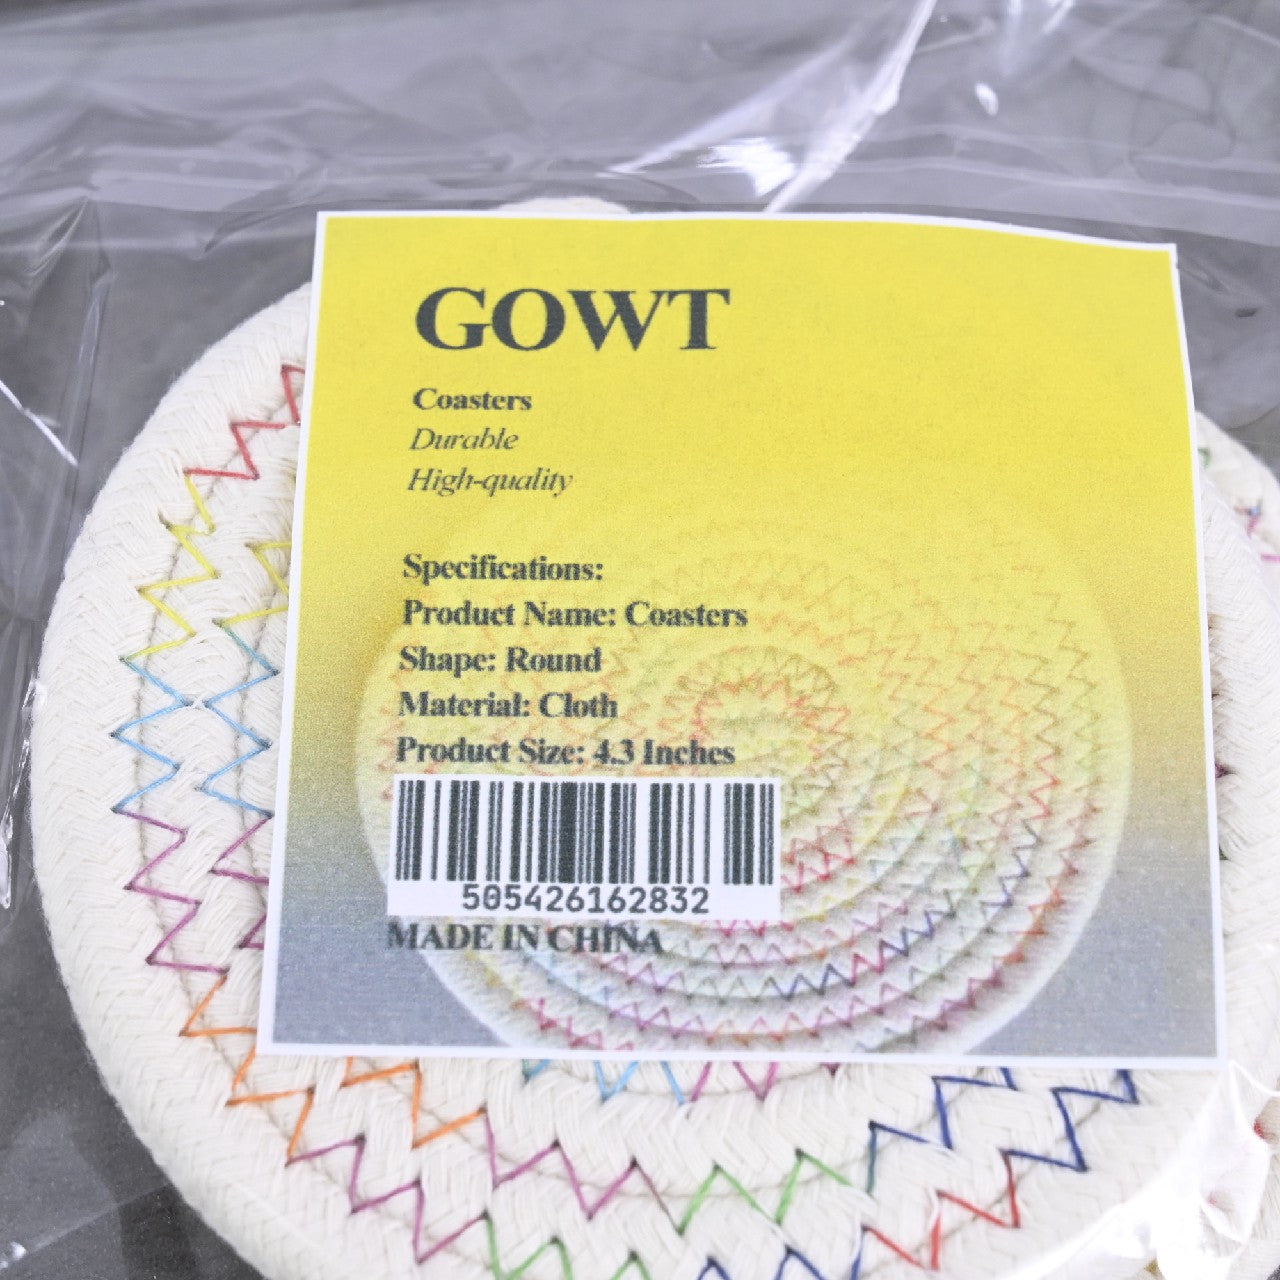 GOWT
Coasters
Durable
High-quality
Specifications:
Product Name: Coasters
Shape: Round
Material: Cloth
Product Size: 4.3 Inches
505426162832
MADE IN CHINA